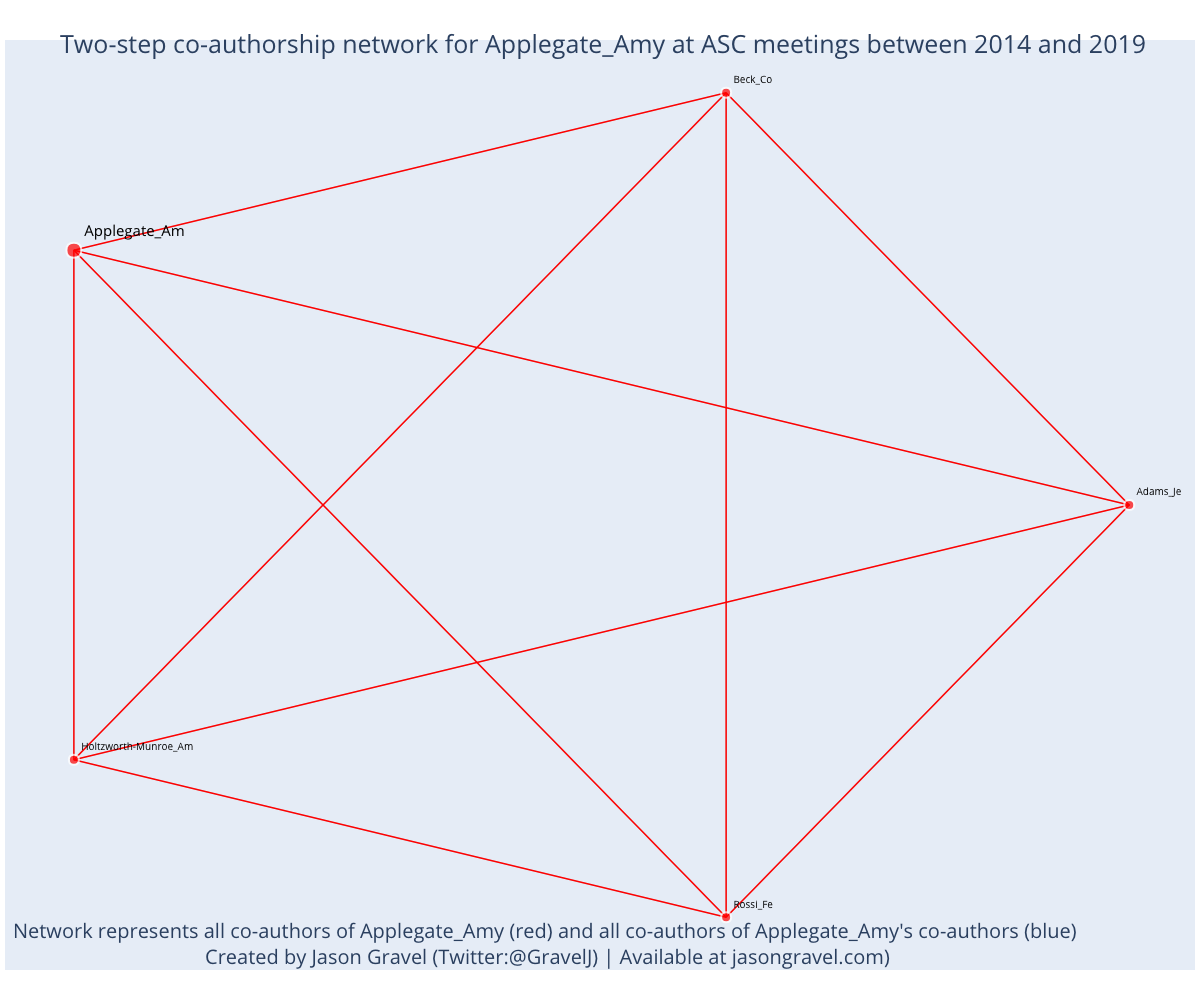 Two-step co-authorship network for Applegate_Amy at ASC meetings between 2014 and 2019
Beck_Co
Applegate_Am
Adams_Je
Holtzworth-Munroe_Am
Rossi_Fe
Network represents all co-authors of Applegate_Amy (red) and all co-authors of Applegate_Amy's co-authors (blue)
Created by Jason Gravel (Twitter:@GravelJ) | Available at jasongravel.com)